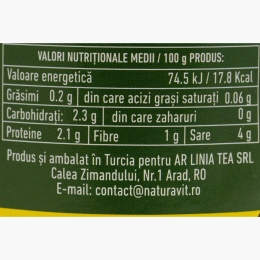 VALORI NUTRIȚIONALE MEDII / 100 g PRODUS:
Valoare energetică 74.5 kJ / 17.8 Kcal
Grăsimi 0.2 g din care acizi grași saturați 0.06 g
Carbohidrați: 2.3 g din care zaharuri 0 g
Proteine 2.1 g Fibre 1 g Sare 4 g
Produs și ambalat în Turcia pentru AR LINIA TEA SRL
Calea Zimandului, Nr.1 Arad, RO
E-mail: contact@naturavit.ro